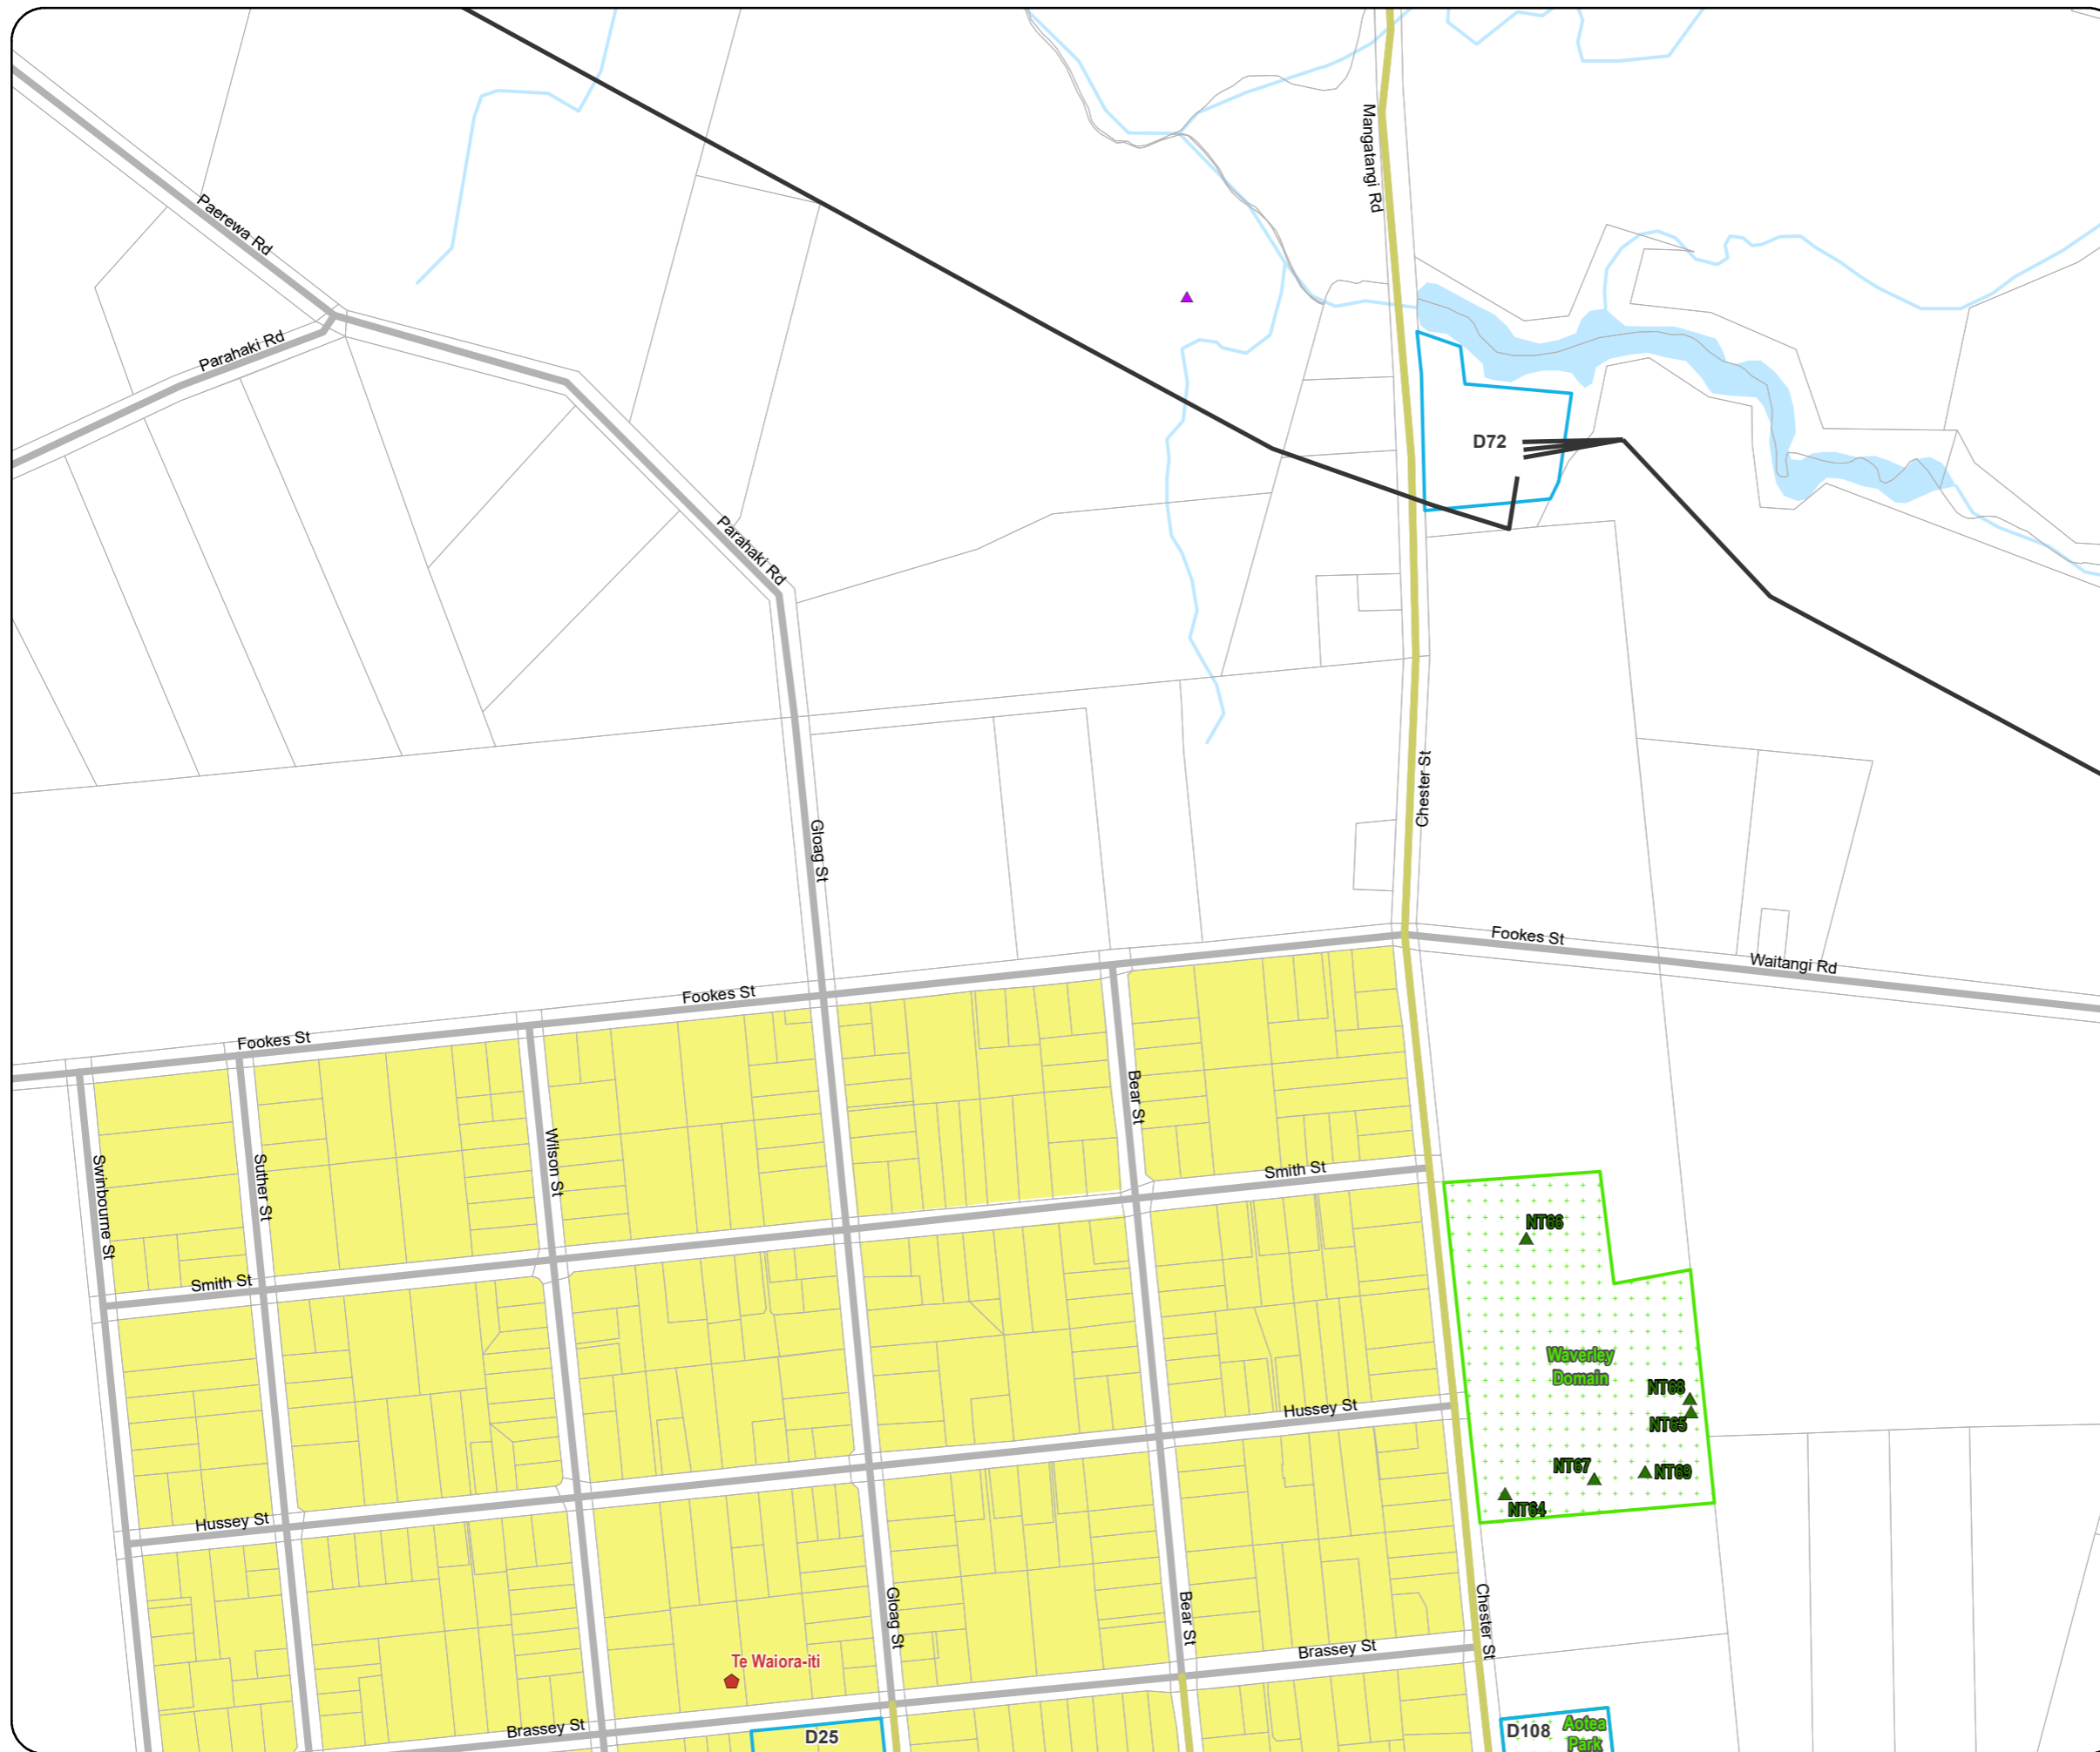 Mangatangi Rd
Paerewa Rd
Parahaki Rd
D72
Parahaki Rd
Chester St
Gloag St
Fookes St
Waitangi Rd
Fookes St
Fookes St
Bear St
Wilson St
Suther St
Swinbourne St
Smith St
Smith St
NT66
Waverley
Domain
NT68
NT65
Hussey St
NT67
NT69
NT64
Hussey St
Gloag St
Bear St
Chester St
Brassey St
Te Waiora-iti
Brassey St
D25
D108
Aotea
Park